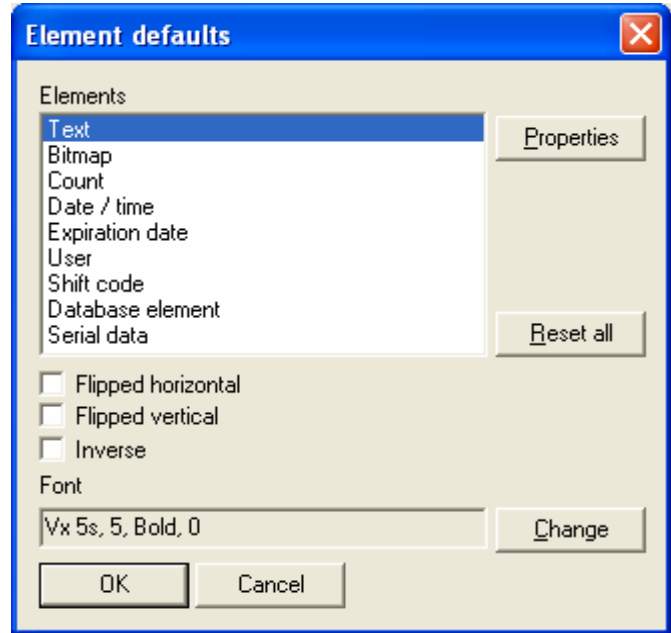 Element defaults
Elements
Text
Properties
Bitmap
Count
Date / time
Expiration date
User
Shift code
Database element
Serial data
Reset all
Flipped horizontal
Flipped vertical
Inverse
Font
Vx 5s, 5, Bold, 0
Change
OK
Cancel